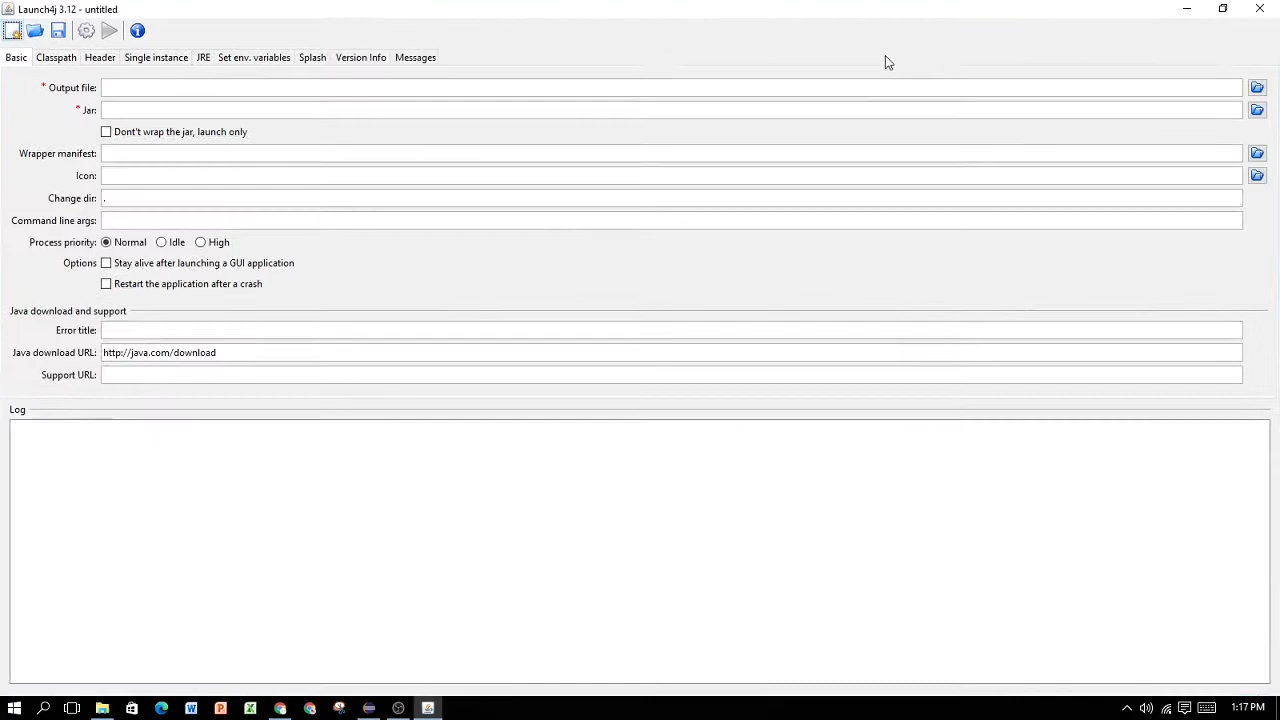 Launch4j 3.12 - untitled
Basic Classpath Header Single instance JRE Set env. variables Splash Version Info Messages
* Output file:
* Jar:
Dont't wrap the jar, launch only
Wrapper manifest:
Icon:
Change dir: .
Command line args:
Process priority: Normal Idle High
Options Stay alive after launching a GUI application
Restart the application after a crash
Java download and support
Error title:
Java download URL: http://java.com/download
Support URL:
Log
1:17 PM